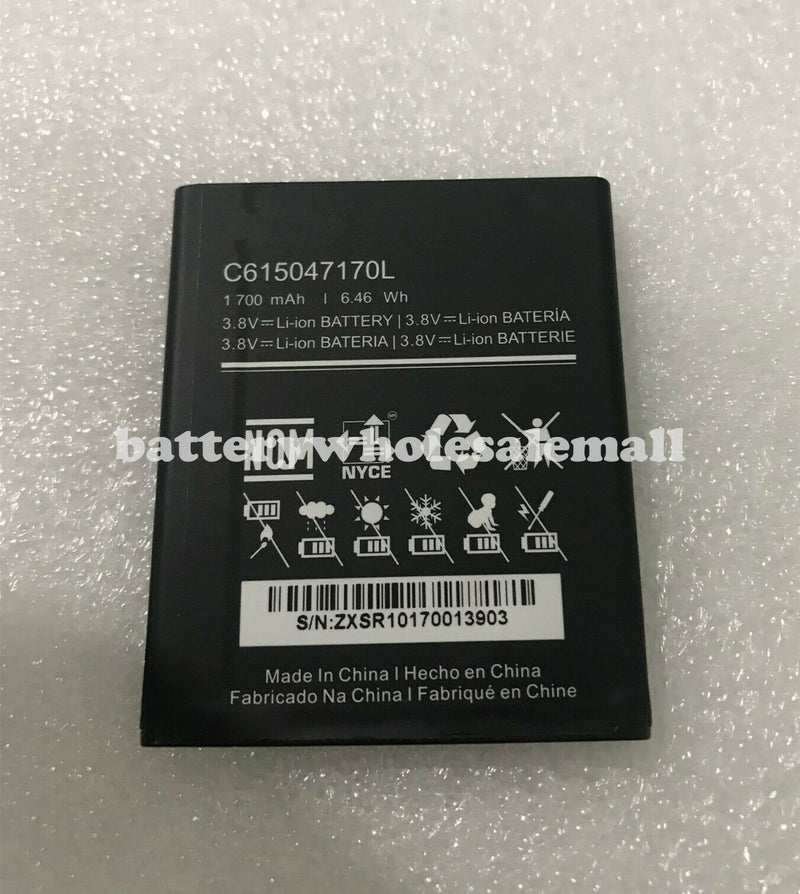 C615047170L
1700 mAh | 6.46 Wh
3.8V⎓Li-ion BATTERY | 3.8V⎓Li-ion BATERÍA
3.8V⎓Li-ion BATERIA | 3.8V⎓Li-ion BATTERIE
batterywholesalemall
NOM
NYCE
S/N:ZXSR10170013903
Made In China | Hecho en China
Fabricado Na China | Fabriqué en Chine